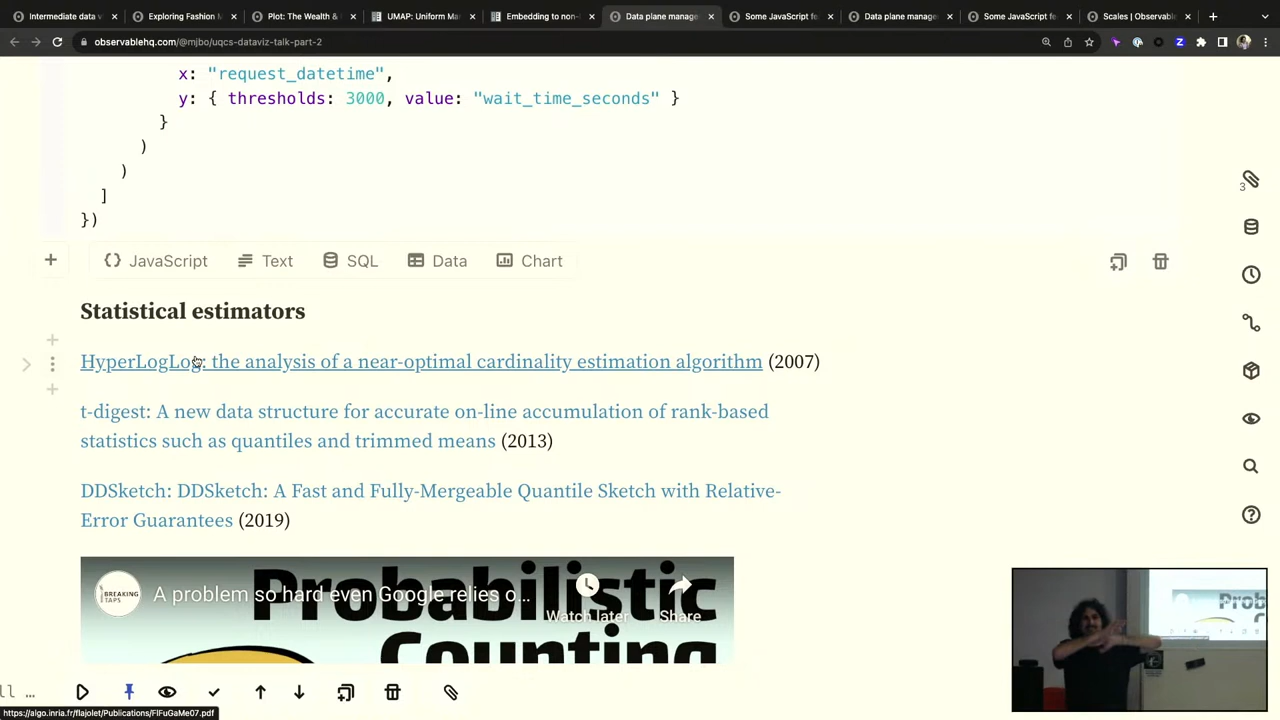 Intermediate data v
Exploring Fashion M
Plot: The Wealth &
UMAP: Uniform Ma
Embedding to non-
Data plane manage
Some JavaScript fe
Data plane manage
Some JavaScript fe
Scales | Observabl
observablehq.com/@mjbo/uqcs-dataviz-talk-part-2
x: "request_datetime",
y: { thresholds: 3000, value: "wait_time_seconds" }
}
)
)
]
})
JavaScript Text SQL Data Chart
3
Statistical estimators
HyperLogLog: the analysis of a near-optimal cardinality estimation algorithm (2007)
t-digest: A new data structure for accurate on-line accumulation of rank-based
statistics such as quantiles and trimmed means (2013)
DDSketch: DDSketch: A Fast and Fully-Mergeable Quantile Sketch with Relative-
Error Guarantees (2019)
BREAKING TAPS
A problem so hard even Google relies o...
Watch later Share
Probabilistic
Counting
ll ...
https://algo.inria.fr/flajolet/Publications/FlFuGaMe07.pdf